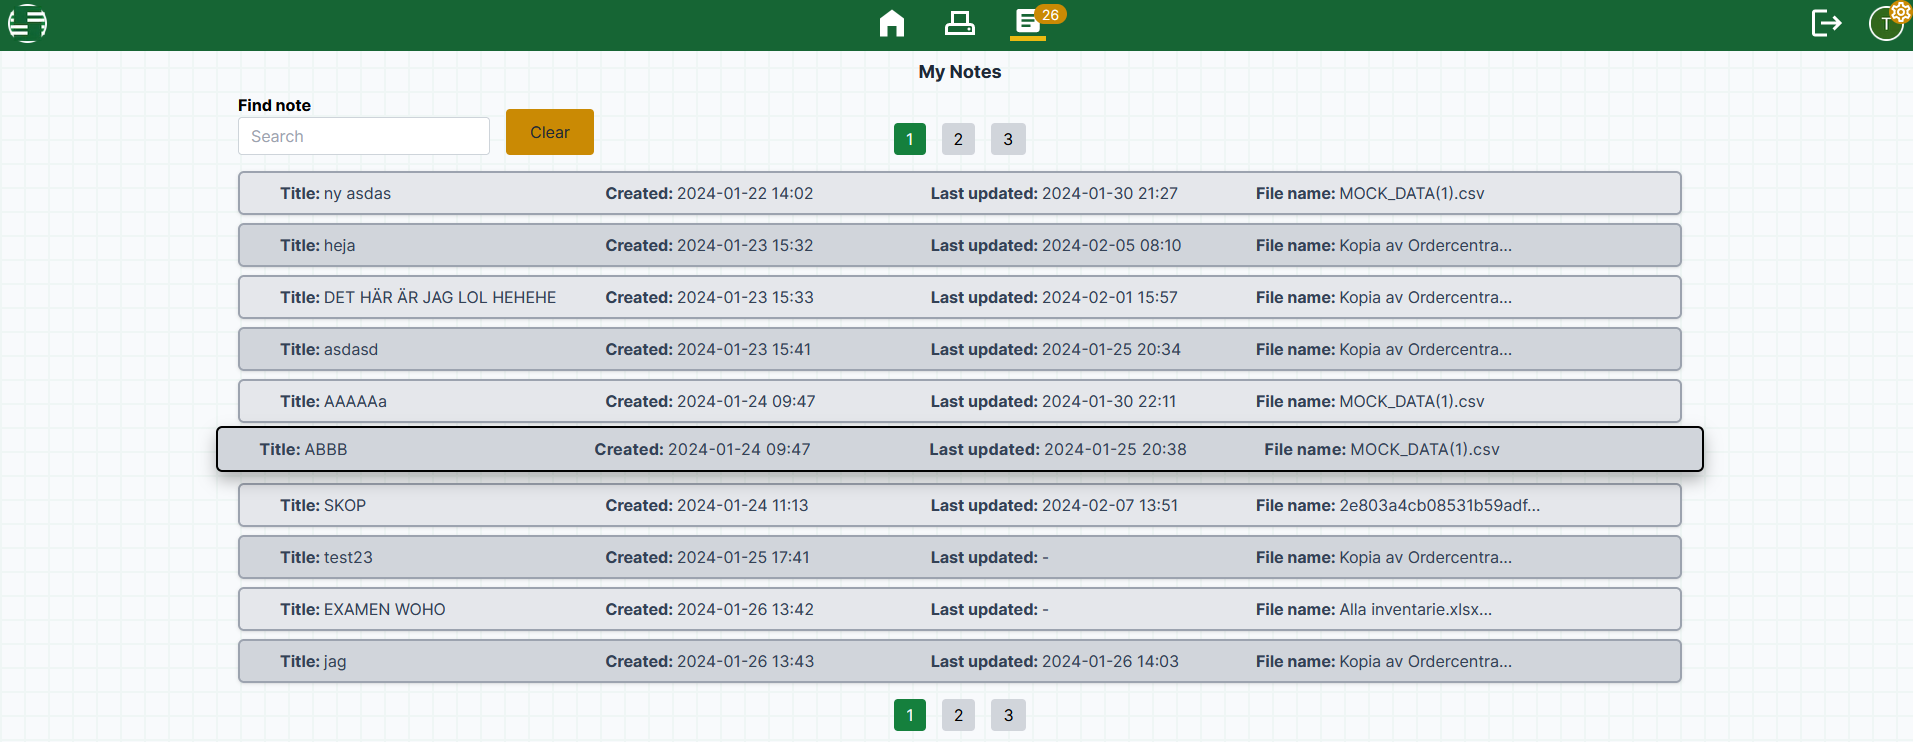 26
T
My Notes
Find note
Search
Clear
1 2 3
Title: ny asdas Created: 2024-01-22 14:02 Last updated: 2024-01-30 21:27 File name: MOCK_DATA(1).csv
Title: heja Created: 2024-01-23 15:32 Last updated: 2024-02-05 08:10 File name: Kopia av Ordercentra...
Title: DET HÄR ÄR JAG LOL HEHEHE Created: 2024-01-23 15:33 Last updated: 2024-02-01 15:57 File name: Kopia av Ordercentra...
Title: asdasd Created: 2024-01-23 15:41 Last updated: 2024-01-25 20:34 File name: Kopia av Ordercentra...
Title: AAAAAa Created: 2024-01-24 09:47 Last updated: 2024-01-30 22:11 File name: MOCK_DATA(1).csv
Title: ABBB Created: 2024-01-24 09:47 Last updated: 2024-01-25 20:38 File name: MOCK_DATA(1).csv
Title: SKOP Created: 2024-01-24 11:13 Last updated: 2024-02-07 13:51 File name: 2e803a4cb08531b59adf...
Title: test23 Created: 2024-01-25 17:41 Last updated: - File name: Kopia av Ordercentra...
Title: EXAMEN WOHO Created: 2024-01-26 13:42 Last updated: - File name: Alla inventarie.xlsx...
Title: jag Created: 2024-01-26 13:43 Last updated: 2024-01-26 14:03 File name: Kopia av Ordercentra...
1 2 3